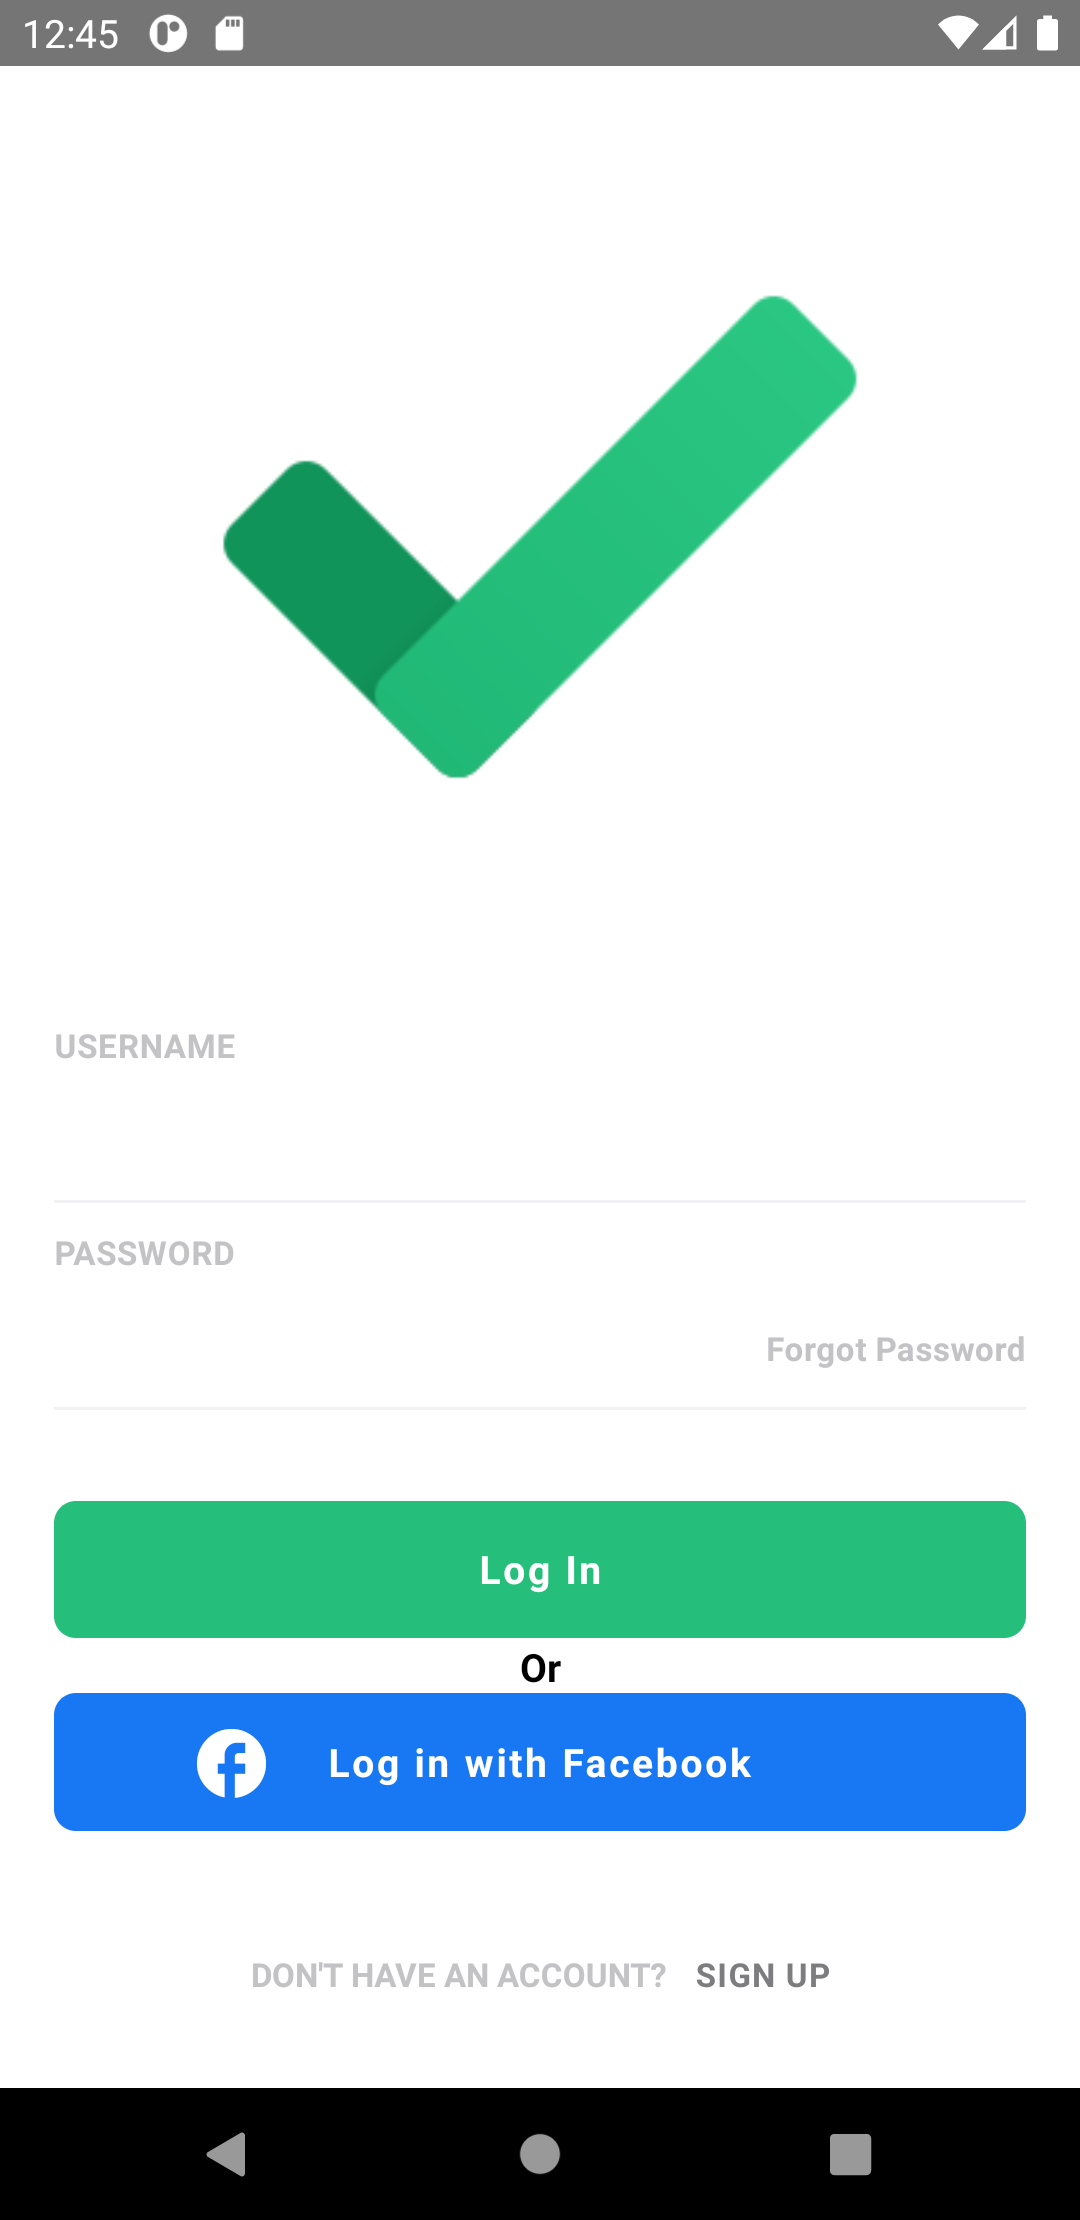 12:45
USERNAME
PASSWORD
Forgot Password
Log In
Or
Log in with Facebook
DON'T HAVE AN ACCOUNT? SIGN UP